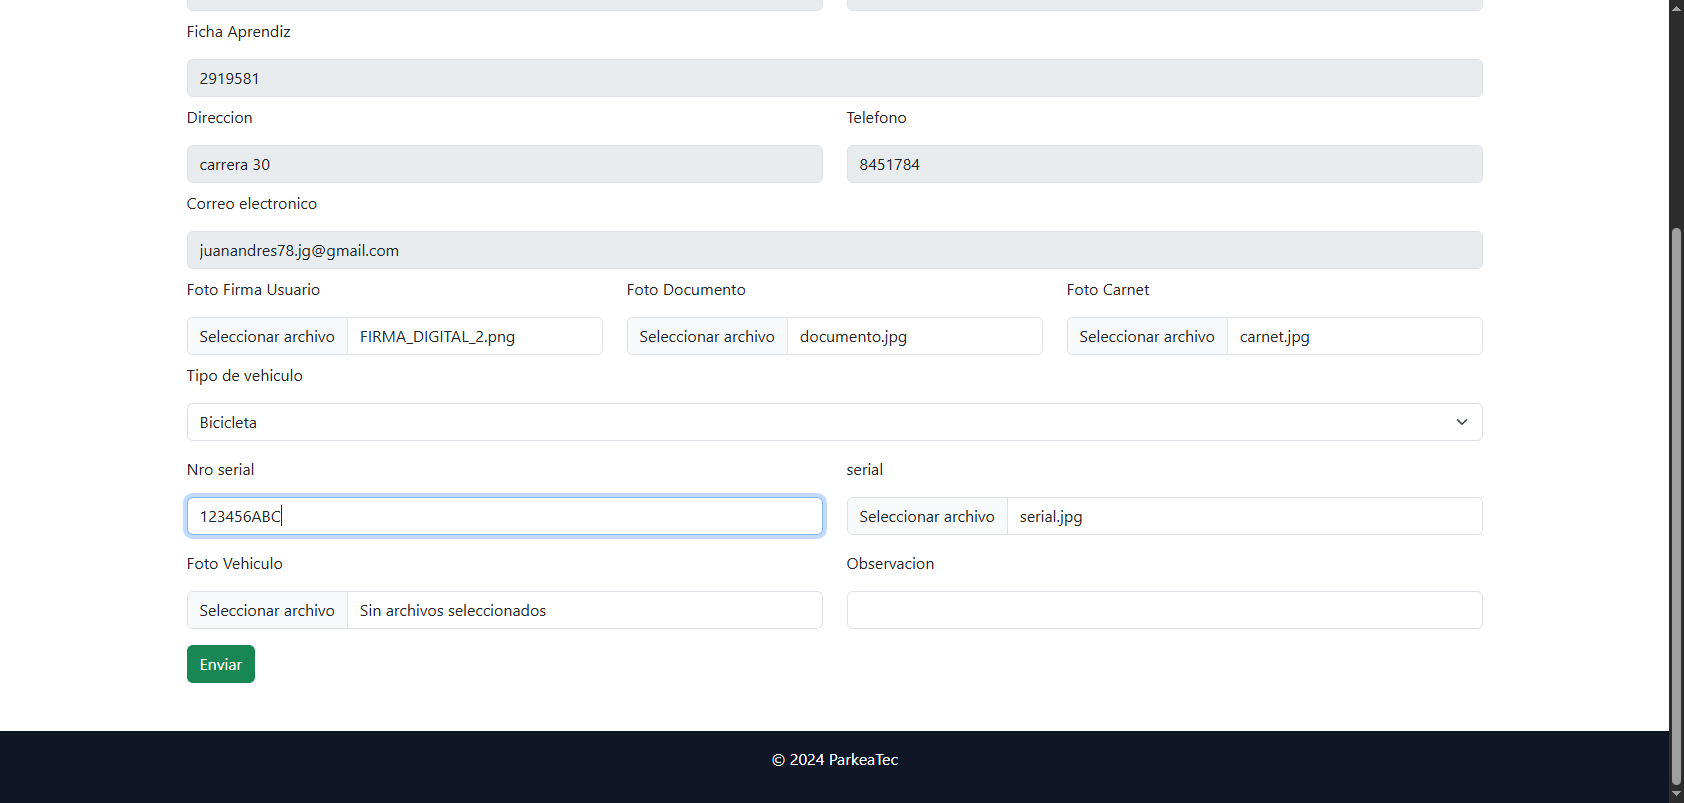 Ficha Aprendiz
2919581
Direccion Telefono
carrera 30 8451784
Correo electronico
juanandres78.jg@gmail.com
Foto Firma Usuario Foto Documento Foto Carnet
Seleccionar archivo FIRMA_DIGITAL_2.png Seleccionar archivo documento.jpg Seleccionar archivo carnet.jpg
Tipo de vehiculo
Bicicleta
Nro serial serial
123456ABC Seleccionar archivo serial.jpg
Foto Vehiculo Observacion
Seleccionar archivo Sin archivos seleccionados
Enviar
© 2024 ParkeaTec